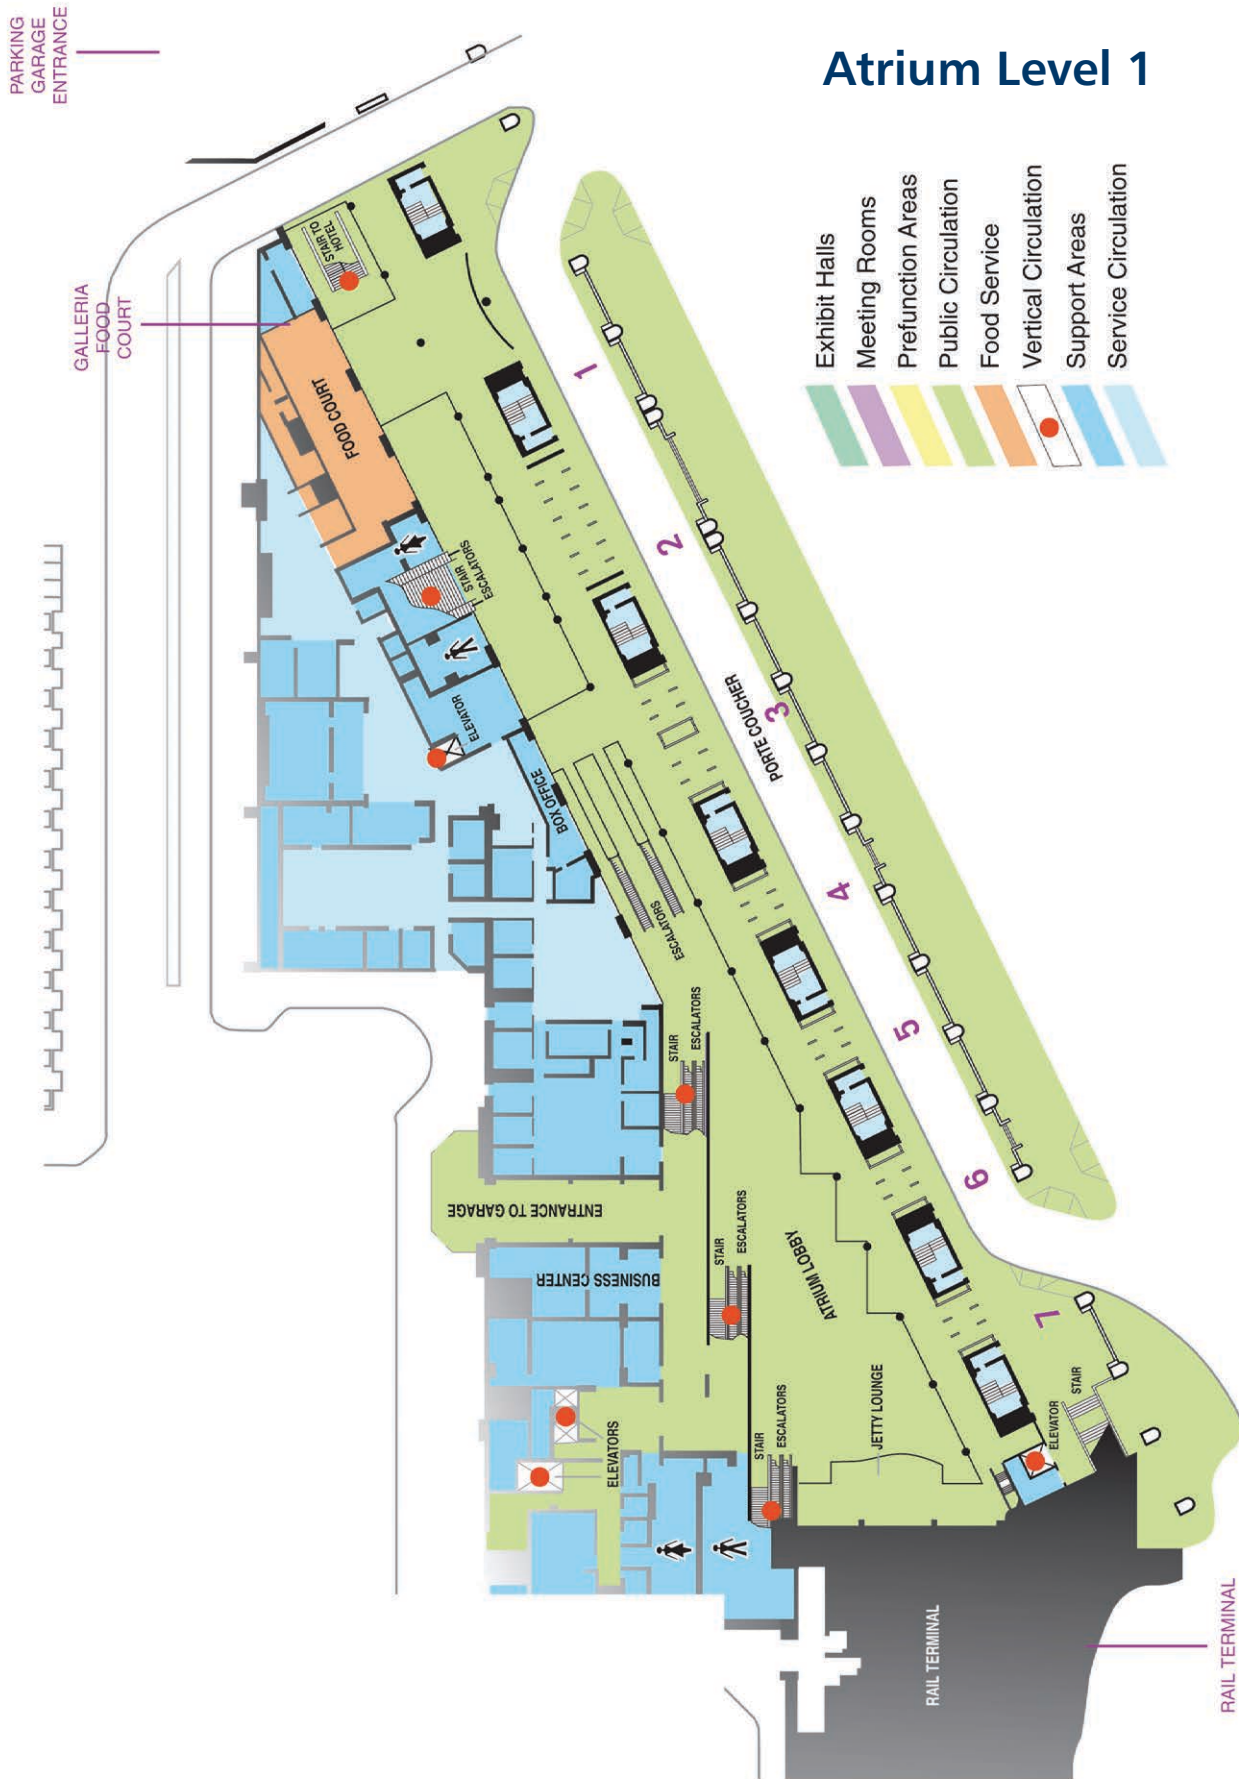 Atrium Level 1
PARKING
GARAGE
ENTRANCE
GALLERIA
FOOD
COURT
STAIR TO
HOTEL
FOOD COURT
STAIR
ESCALATORS
ELEVATOR
BOX OFFICE
ESCALATORS
STAIR
ESCALATORS
ENTRANCE TO GARAGE
BUSINESS CENTER
STAIR
ESCALATORS
ATRIUM LOBBY
ELEVATORS
STAIR
ESCALATORS
JETTY LOUNGE
ELEVATOR
STAIR
PORTE COUCHER
1
2
3
4
5
6
7
RAIL TERMINAL
RAIL TERMINAL
Exhibit Halls
Meeting Rooms
Prefunction Areas
Public Circulation
Food Service
Vertical Circulation
Support Areas
Service Circulation